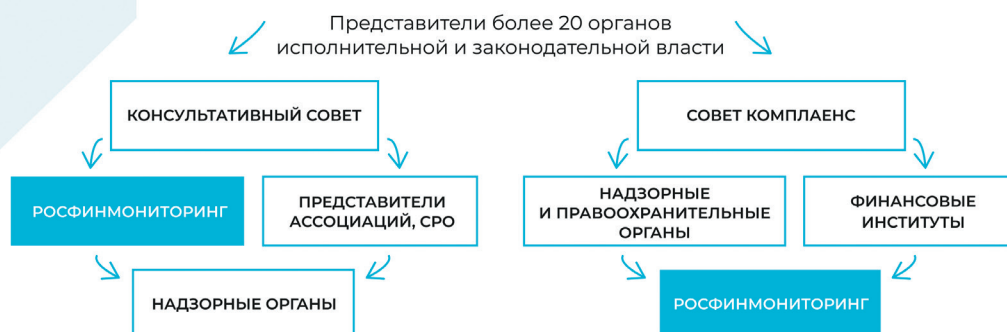 Представители более 20 органов
исполнительной и законодательной власти
КОНСУЛЬТАТИВНЫЙ СОВЕТ
РОСФИНМОНИТОРИНГ
ПРЕДСТАВИТЕЛИ
АССОЦИАЦИЙ, СРО
НАДЗОРНЫЕ ОРГАНЫ
СОВЕТ КОМПЛАЕНС
НАДЗОРНЫЕ
И ПРАВООХРАНИТЕЛЬНЫЕ
ОРГАНЫ
ФИНАНСОВЫЕ
ИНСТИТУТЫ
РОСФИНМОНИТОРИНГ